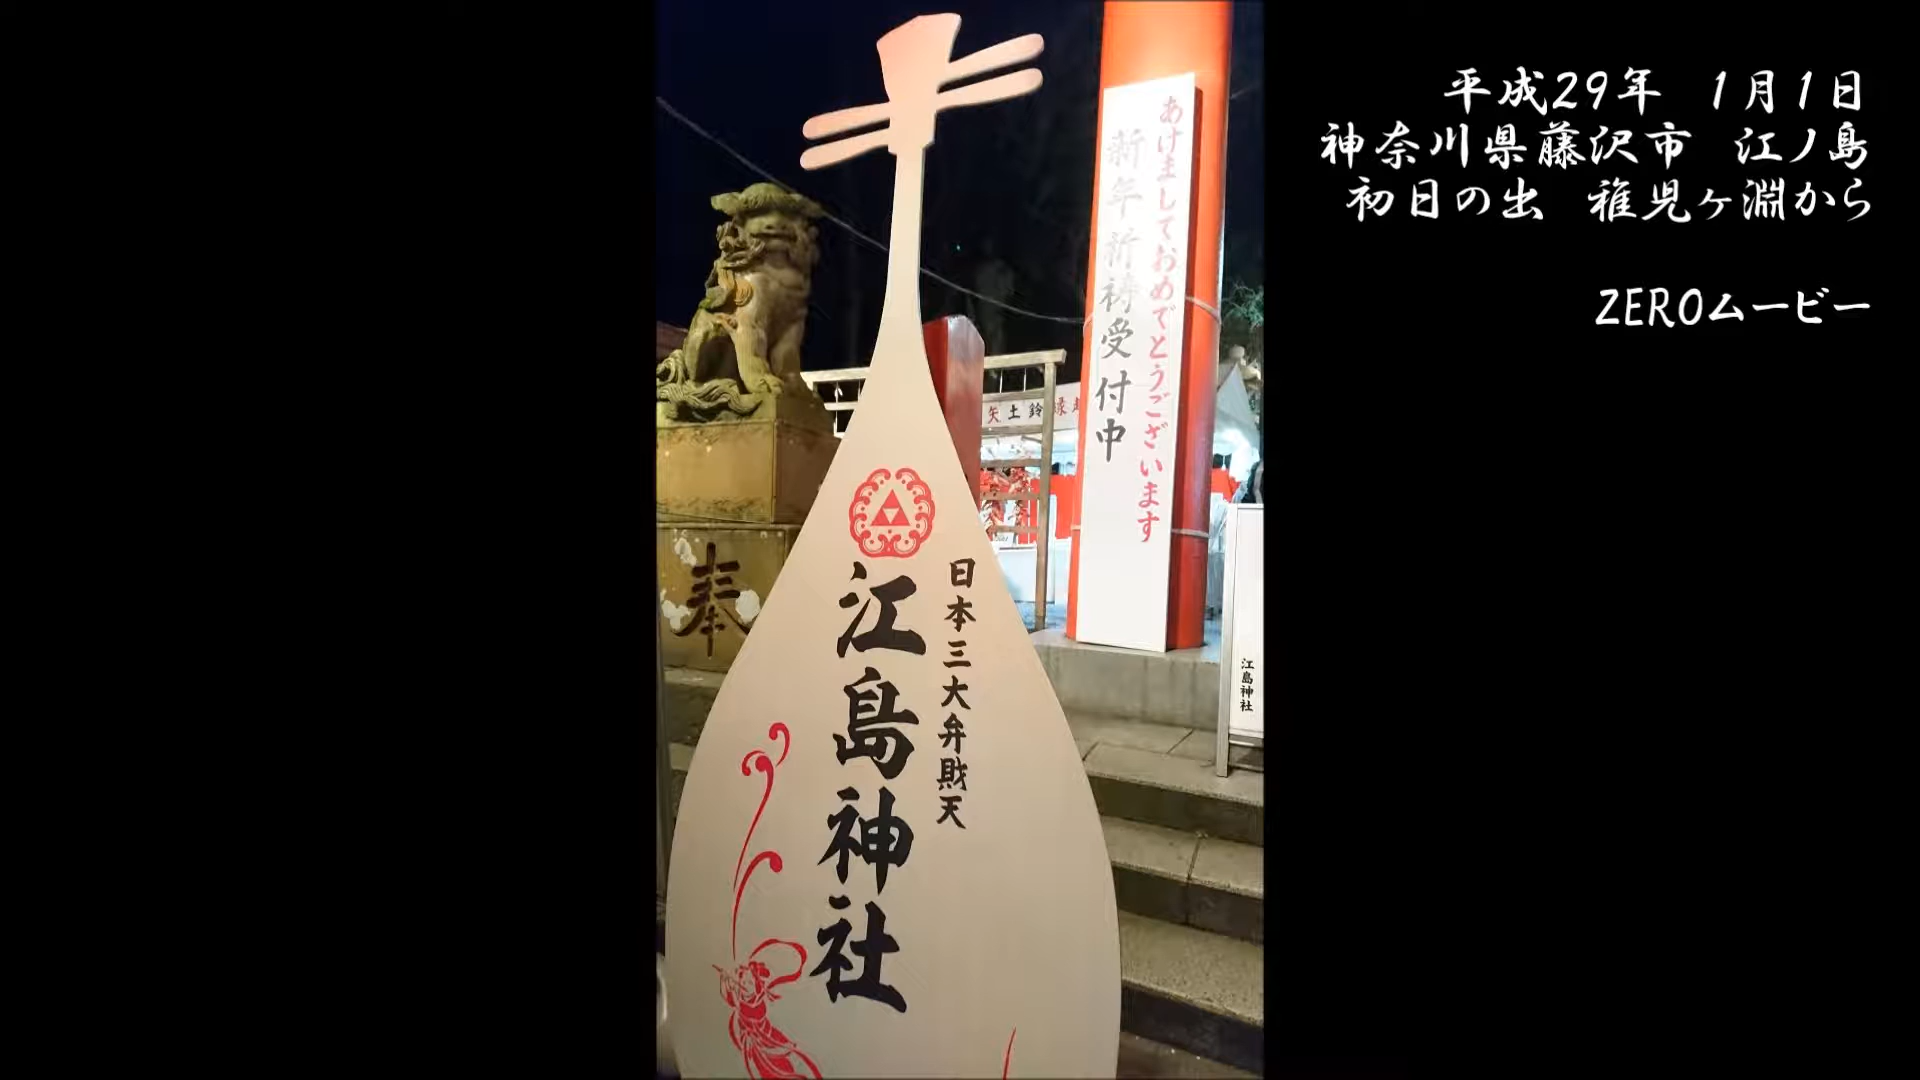 平成29年 1月1日
神奈川県藤沢市 江ノ島
初日の出 稚児ヶ淵から
ZEROムービー
あけましておめでとうございます
新年祈祷受付中
矢土鈴縁
日本三大弁財天
江島神社
奉
江島神社